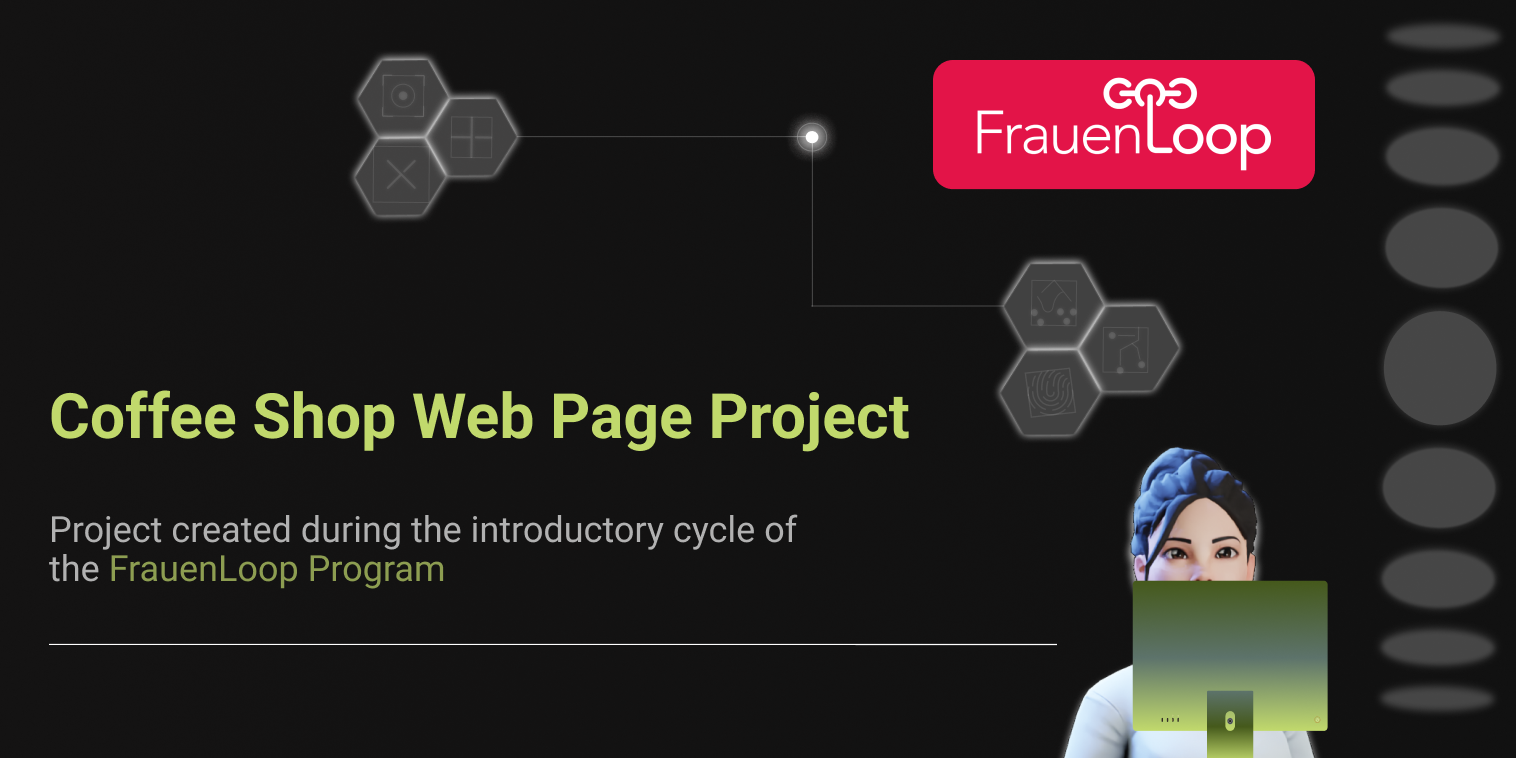 FrauenLoop
Coffee Shop Web Page Project
Project created during the introductory cycle of
the FrauenLoop Program